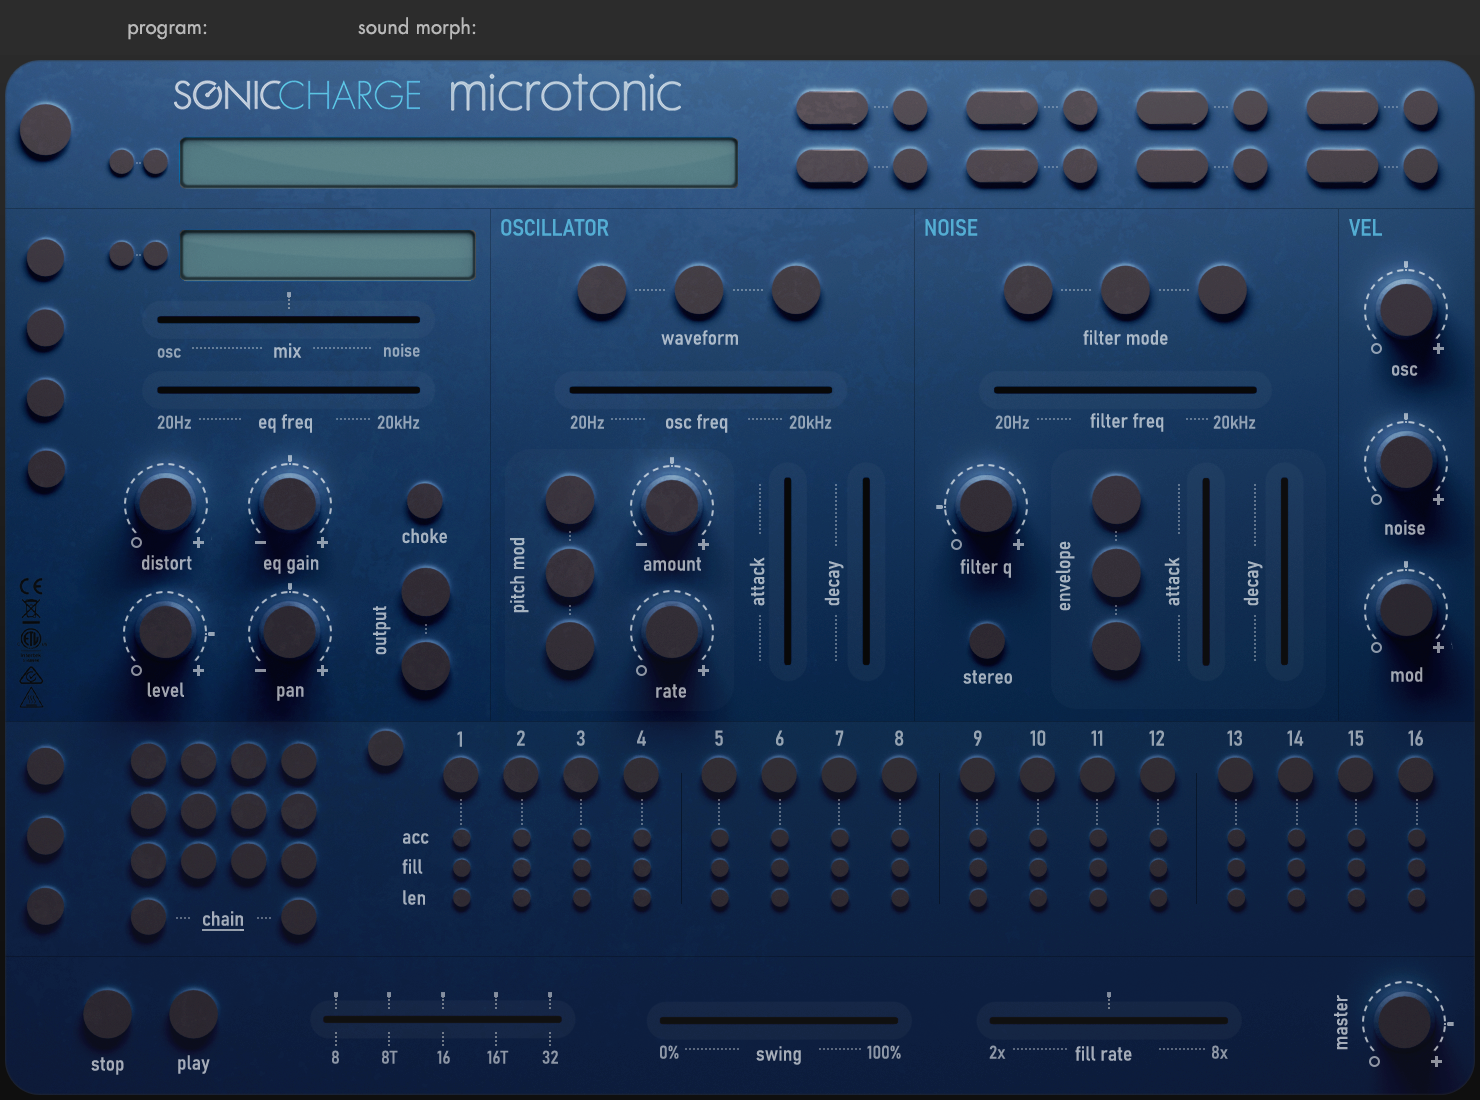 program: sound morph:
SONICCHARGE microtonic
OSCILLATOR NOISE VEL
osc mix noise
waveform
filter mode
osc
20Hz eq freq 20kHz
20Hz osc freq 20kHz
20Hz filter freq 20kHz
distort eq gain
choke
pitch mod
amount
attack
decay
filter q
envelope
attack
decay
noise
level pan
output
rate
stereo
mod
1 2 3 4 5 6 7 8 9 10 11 12 13 14 15 16
acc
fill
len
chain
stop play
8 8T 16 16T 32
0% swing 100%
2x fill rate 8x
master